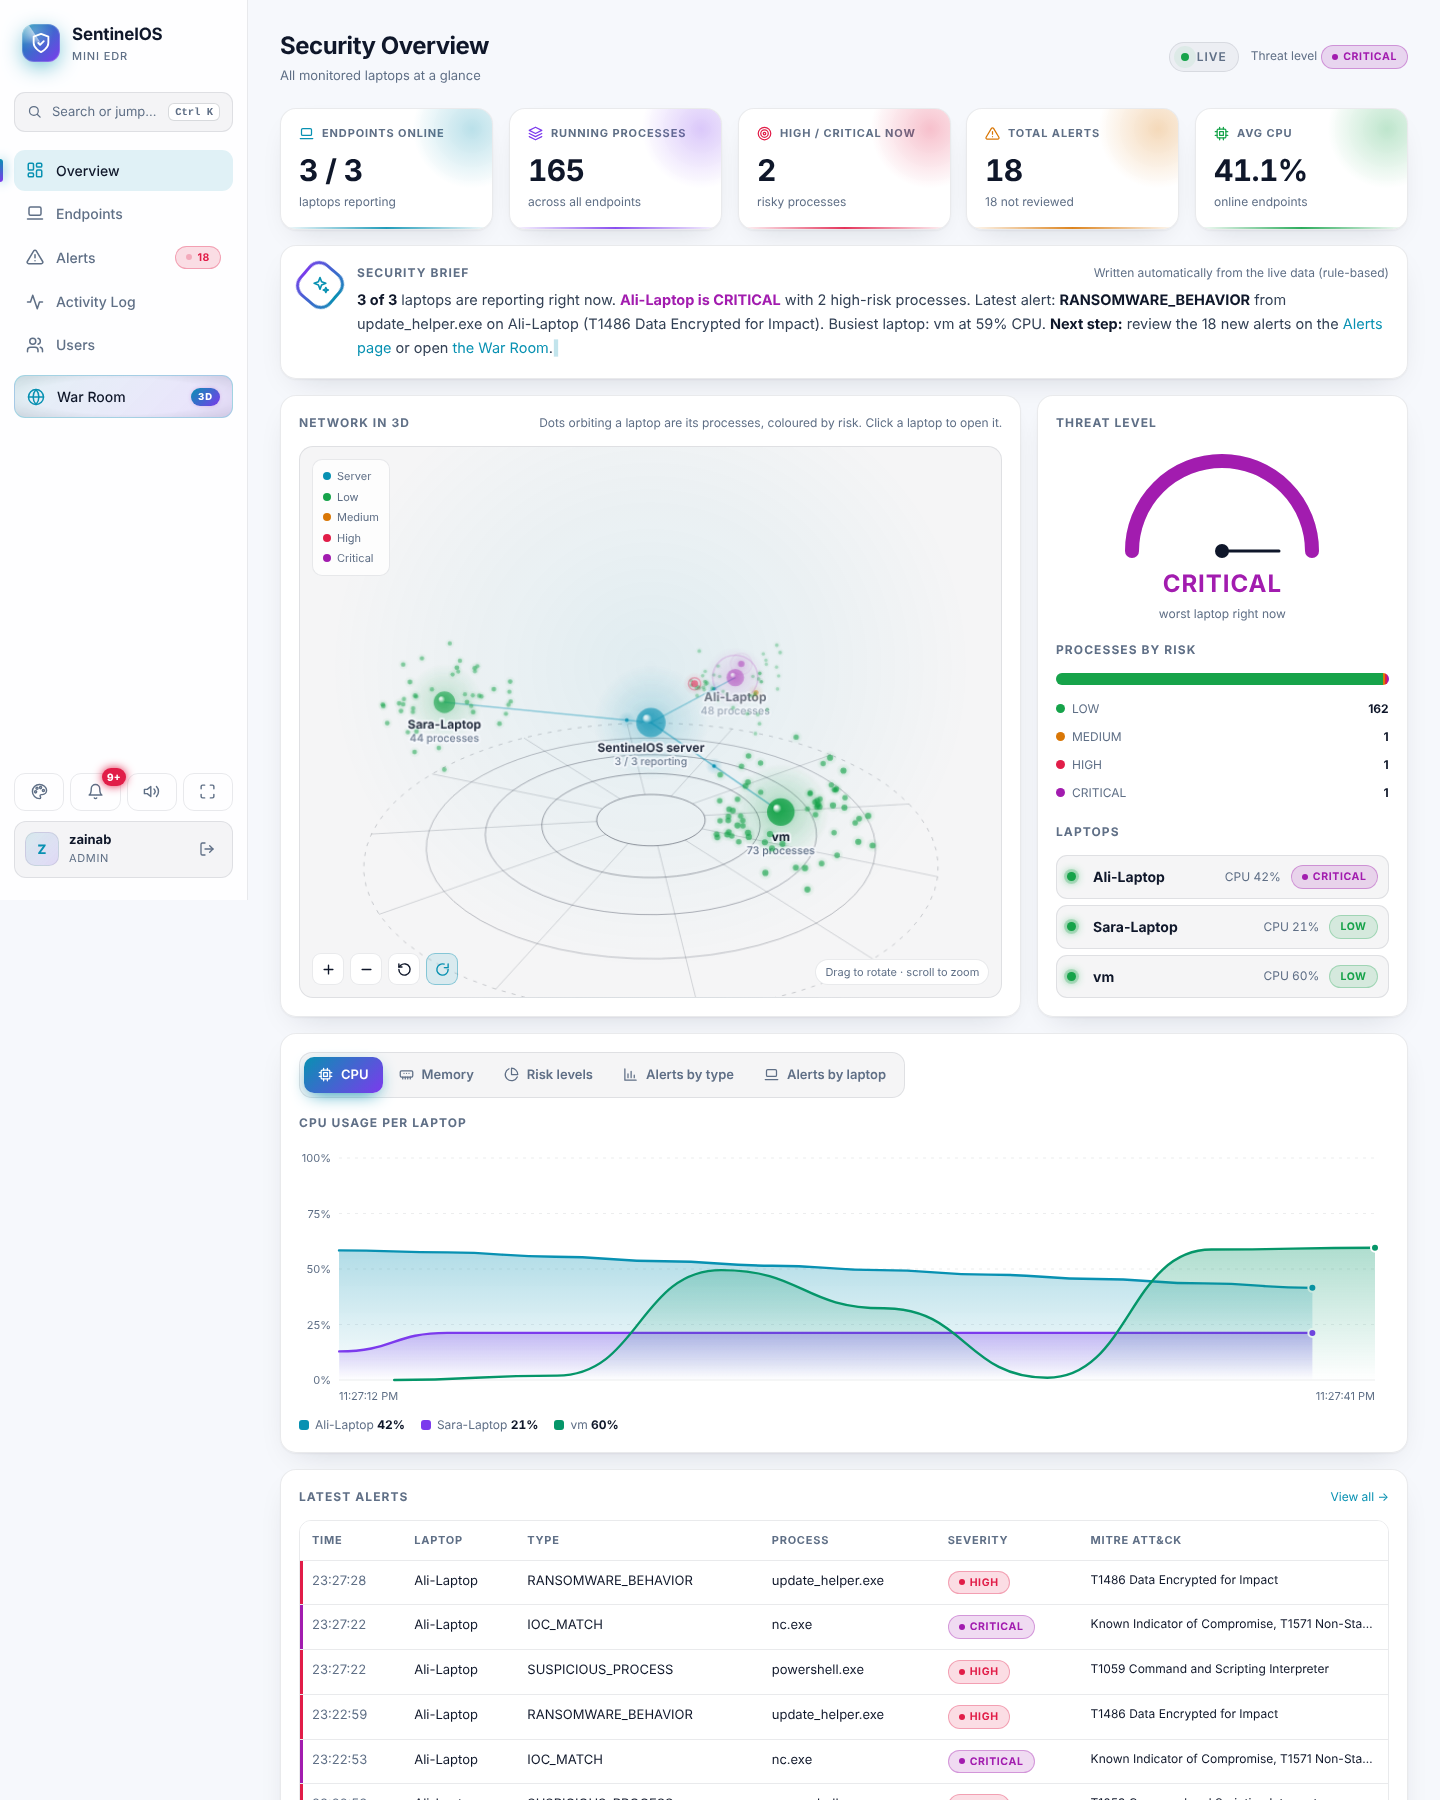 SentinelOS
MINI EDR
Search or jump...
Ctrl K
Overview
Endpoints
Alerts
18
Activity Log
Users
War Room
3D
9+
Z
zainab
ADMIN
Security Overview
All monitored laptops at a glance
LIVE
Threat level
CRITICAL
ENDPOINTS ONLINE
3 / 3
laptops reporting
RUNNING PROCESSES
165
across all endpoints
HIGH / CRITICAL NOW
2
risky processes
TOTAL ALERTS
18
18 not reviewed
AVG CPU
41.1%
online endpoints
SECURITY BRIEF
Written automatically from the live data (rule-based)
3 of 3 laptops are reporting right now. Ali-Laptop is CRITICAL with 2 high-risk processes. Latest alert: RANSOMWARE_BEHAVIOR from
update_helper.exe on Ali-Laptop (T1486 Data Encrypted for Impact). Busiest laptop: vm at 59% CPU. Next step: review the 18 new alerts on the Alerts
page or open the War Room.
NETWORK IN 3D
Dots orbiting a laptop are its processes, coloured by risk. Click a laptop to open it.
Server
Low
Medium
High
Critical
Sara-Laptop
44 processes
Ali-Laptop
48 processes
SentinelOS server
3 / 3 reporting
vm
73 processes
Drag to rotate · scroll to zoom
THREAT LEVEL
CRITICAL
worst laptop right now
PROCESSES BY RISK
LOW 162
MEDIUM 1
HIGH 1
CRITICAL 1
LAPTOPS
Ali-Laptop CPU 42% CRITICAL
Sara-Laptop CPU 21% LOW
vm CPU 60% LOW
CPU
Memory
Risk levels
Alerts by type
Alerts by laptop
CPU USAGE PER LAPTOP
100%
75%
50%
25%
0%
11:27:12 PM
11:27:41 PM
Ali-Laptop 42% Sara-Laptop 21% vm 60%
LATEST ALERTS
View all →
TIME LAPTOP TYPE PROCESS SEVERITY MITRE ATT&CK
23:27:28 Ali-Laptop RANSOMWARE_BEHAVIOR update_helper.exe HIGH T1486 Data Encrypted for Impact
23:27:22 Ali-Laptop IOC_MATCH nc.exe CRITICAL Known Indicator of Compromise, T1571 Non-Sta...
23:27:22 Ali-Laptop SUSPICIOUS_PROCESS powershell.exe HIGH T1059 Command and Scripting Interpreter
23:22:59 Ali-Laptop RANSOMWARE_BEHAVIOR update_helper.exe HIGH T1486 Data Encrypted for Impact
23:22:53 Ali-Laptop IOC_MATCH nc.exe CRITICAL Known Indicator of Compromise, T1571 Non-Sta...